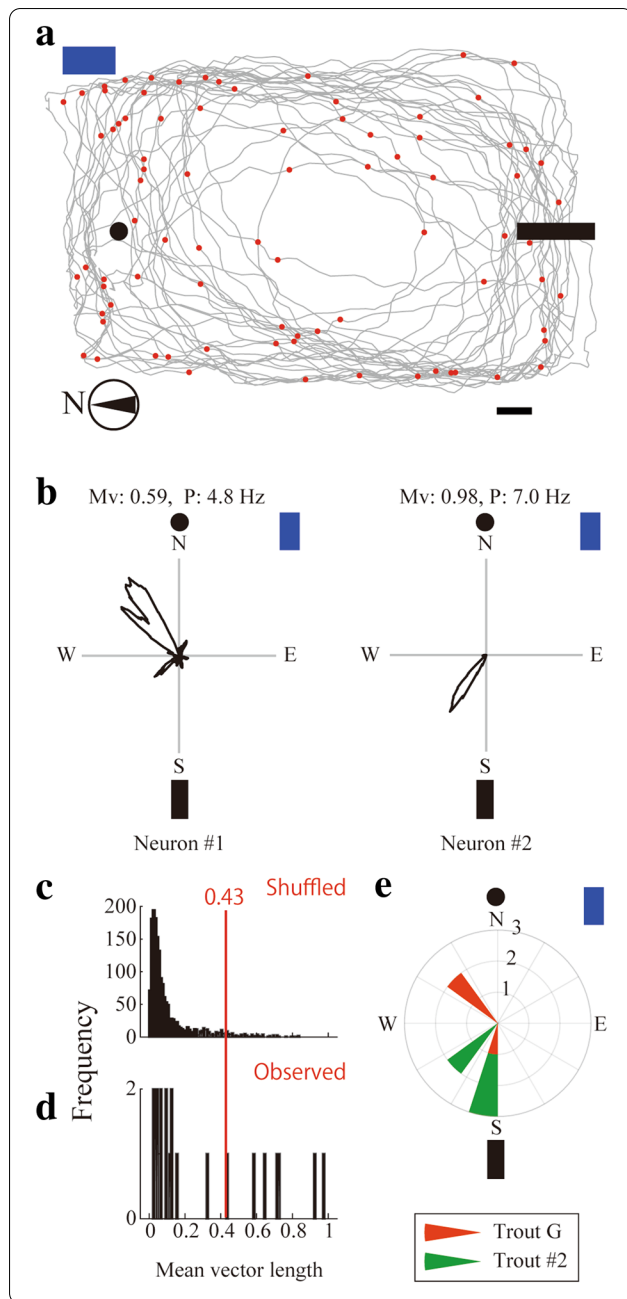 a
N
b
Mv: 0.59, P: 4.8 Hz
N
W
E
S
Neuron #1
Mv: 0.98, P: 7.0 Hz
N
W
E
S
Neuron #2
c
0.43
Shuffled
200
150
100
50
0
Frequency
d
Observed
2
0
0 0.2 0.4 0.6 0.8 1
Mean vector length
e
N
3
2
1
W
E
S
Trout G
Trout #2